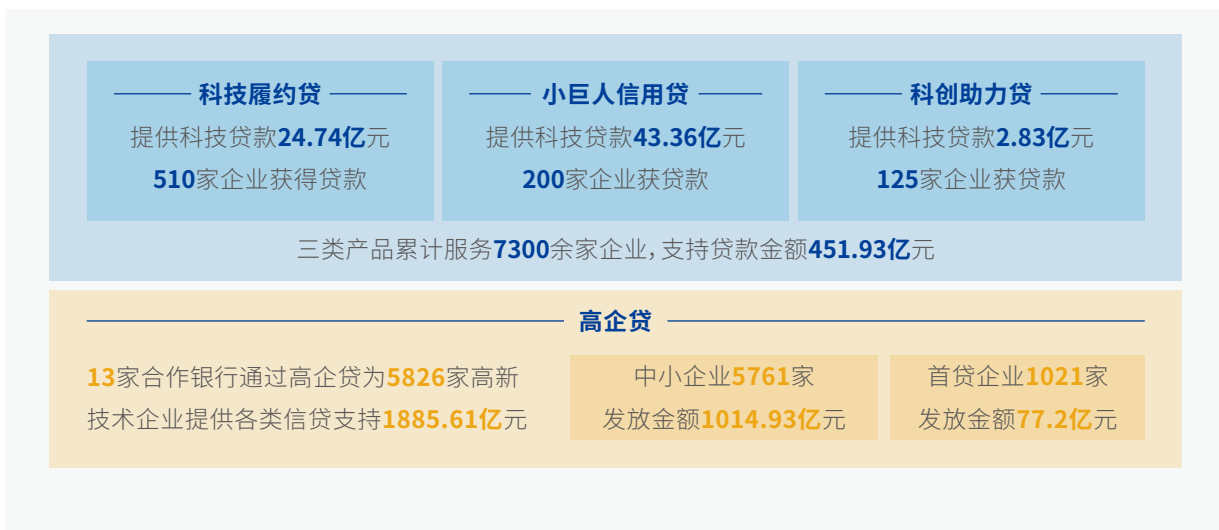 科技履约贷
提供科技贷款24.74亿元
510家企业获得贷款
小巨人信用贷
提供科技贷款43.36亿元
200家企业获贷款
科创助力贷
提供科技贷款2.83亿元
125家企业获贷款
三类产品累计服务7300余家企业，支持贷款金额451.93亿元
高企贷
13家合作银行通过高企贷为5826家高新
技术企业提供各类信贷支持1885.61亿元
中小企业5761家
发放金额1014.93亿元
首贷企业1021家
发放金额77.2亿元